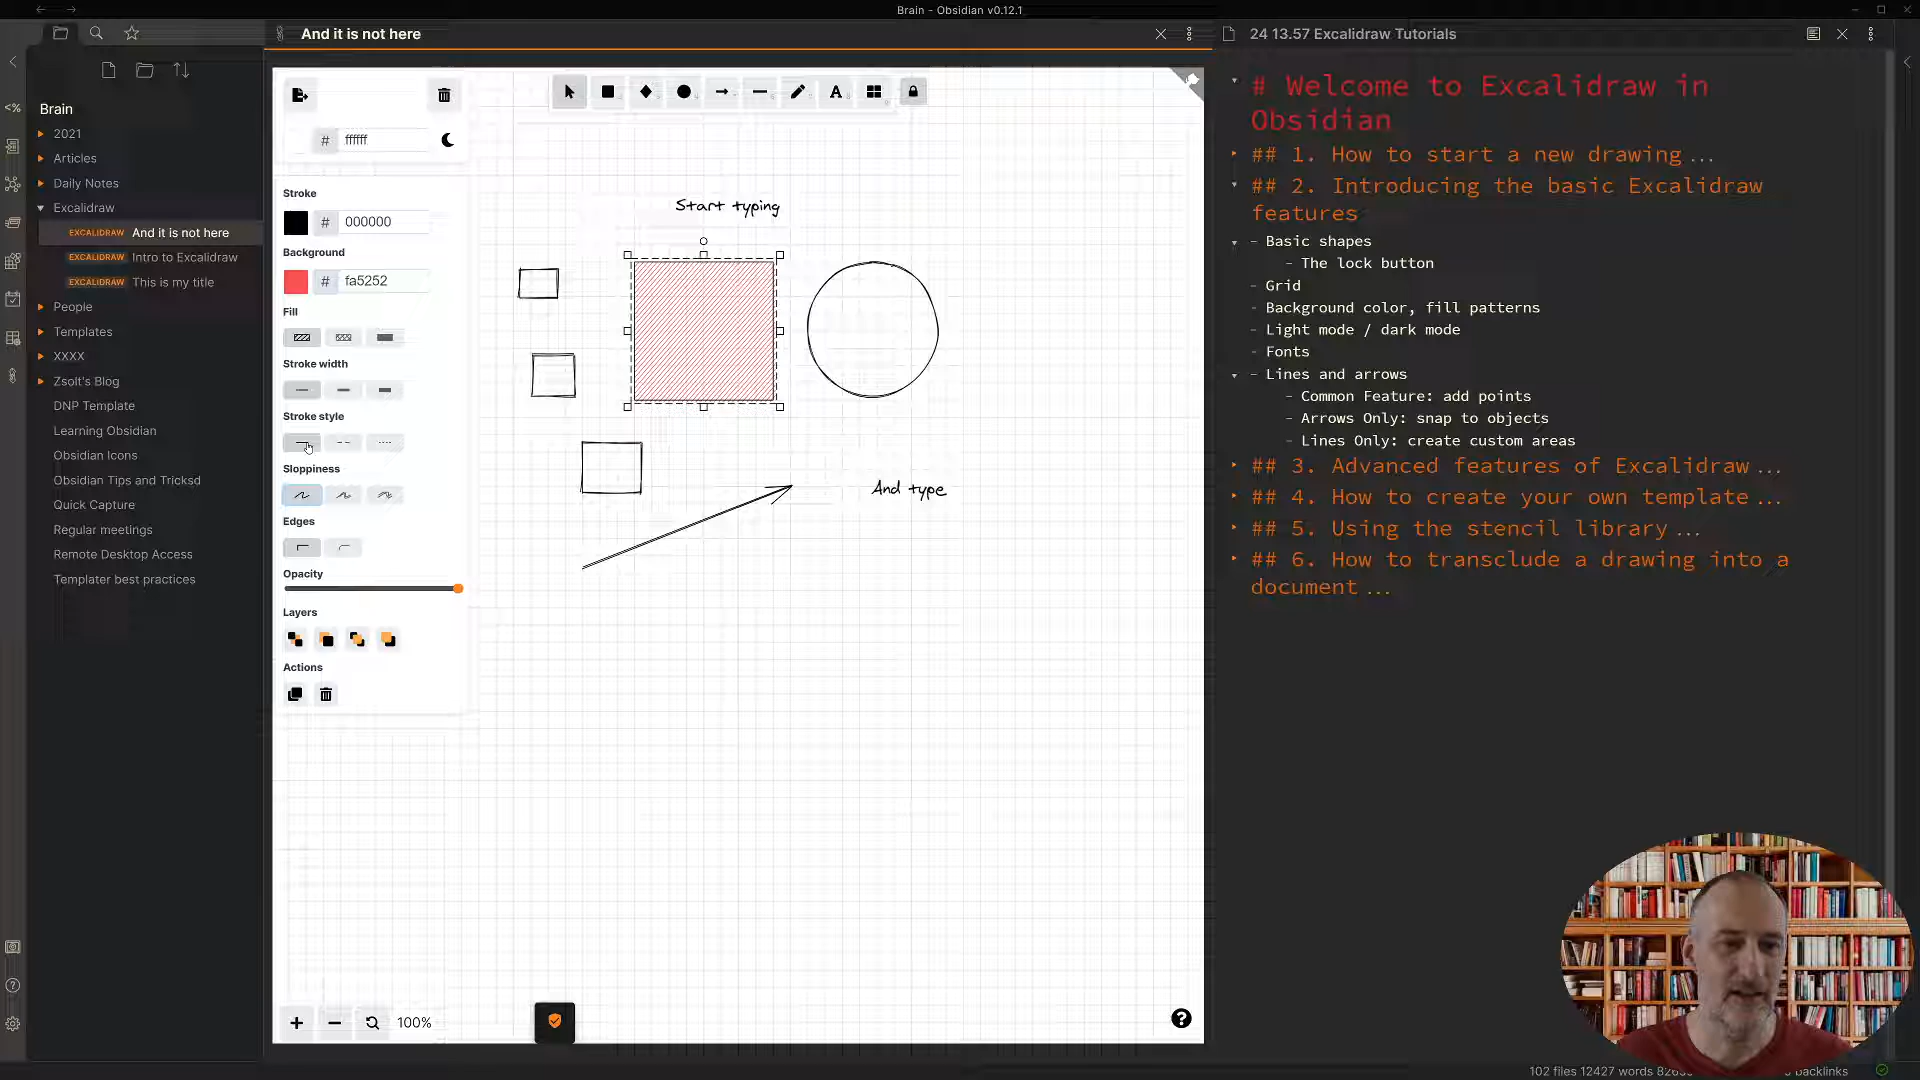 Brain - Obsidian v0.12.1
And it is not here
24 13.57 Excalidraw Tutorials
Brain
2021
Articles
Daily Notes
Excalidraw
EXCALIDRAW And it is not here
EXCALIDRAW Intro to Excalidraw
EXCALIDRAW This is my title
People
Templates
XXXX
Zsolt's Blog
DNP Template
Learning Obsidian
Obsidian Icons
Obsidian Tips and Tricksd
Quick Capture
Regular meetings
Remote Desktop Access
Templater best practices
# ffffff
Stroke
# 000000
Background
# fa5252
Fill
Stroke width
Stroke style
Sloppiness
Edges
Opacity
Layers
Actions
100%
Start typing
And type
# Welcome to Excalidraw in
Obsidian
## 1. How to start a new drawing...
## 2. Introducing the basic Excalidraw
features
- Basic shapes
- The lock button
- Grid
- Background color, fill patterns
- Light mode / dark mode
- Fonts
- Lines and arrows
- Common Feature: add points
- Arrows Only: snap to objects
- Lines Only: create custom areas
## 3. Advanced features of Excalidraw...
## 4. How to create your own template...
## 5. Using the stencil library...
## 6. How to transclude a drawing into a
document...
102 files 12427 words
backlinks